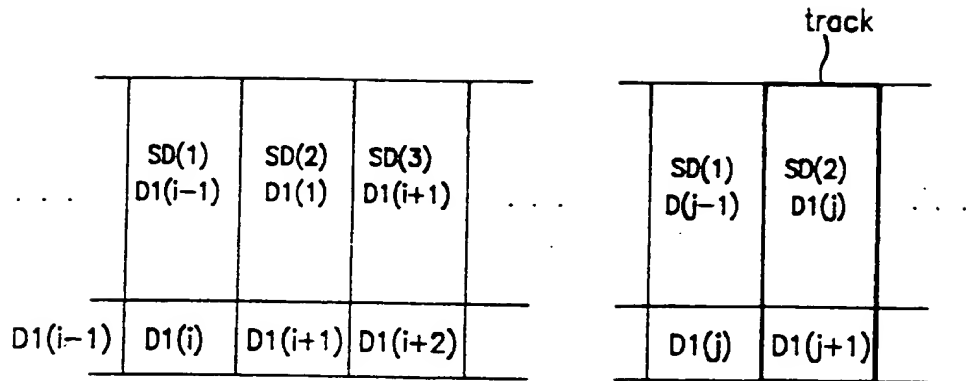 track
SD(1) SD(2) SD(3) SD(1) SD(2)
. . . D1(i-1) D1(1) D1(i+1) . . . D(j-1) D1(j) . . .
D1(i-1) D1(i) D1(i+1) D1(i+2) D1(j) D1(j+1)